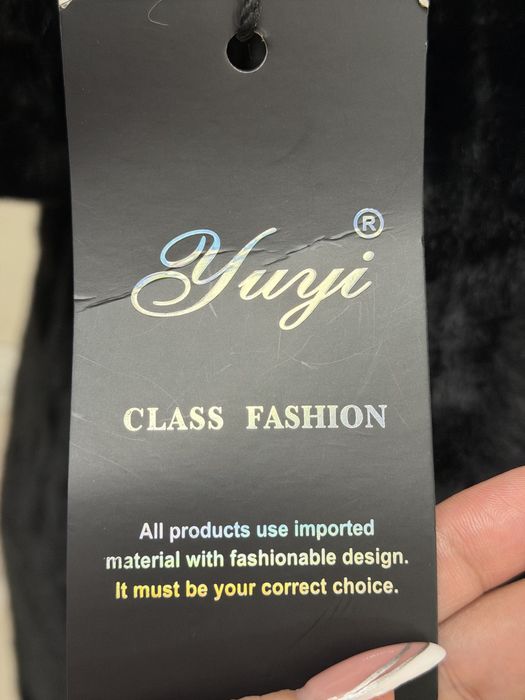 Yuyi®
CLASS FASHION
All products use imported
material with fashionable design.
It must be your correct choice.